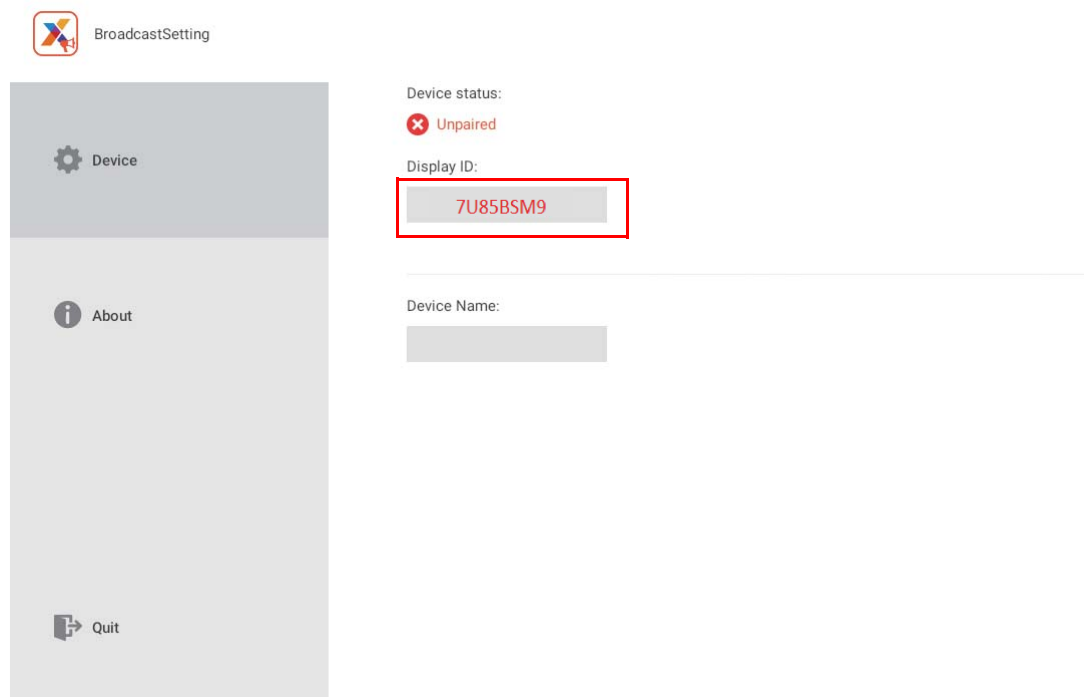 BroadcastSetting
Device
About
Quit
Device status:
Unpaired
Display ID:
7U85BSM9
Device Name: